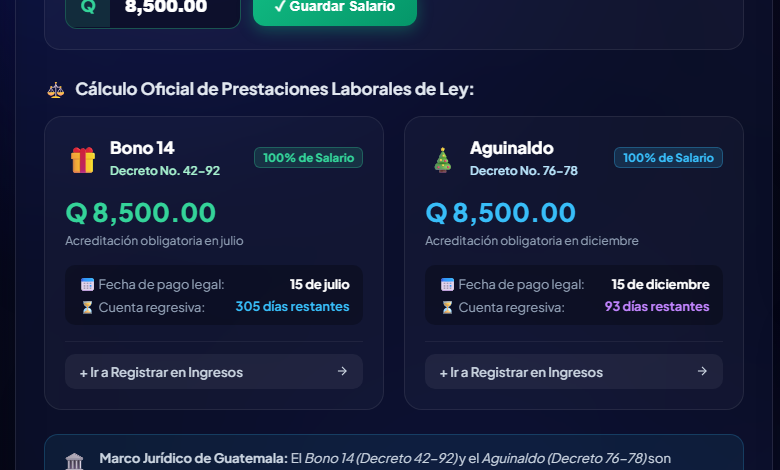 Q 8,500.00 ✓ Guardar Salario
⚖️ Cálculo Oficial de Prestaciones Laborales de Ley:
Bono 14
Decreto No. 42-92
100% de Salario
Q 8,500.00
Acreditación obligatoria en julio
Fecha de pago legal: 15 de julio
Cuenta regresiva: 305 días restantes
+ Ir a Registrar en Ingresos →
Aguinaldo
Decreto No. 76-78
100% de Salario
Q 8,500.00
Acreditación obligatoria en diciembre
Fecha de pago legal: 15 de diciembre
Cuenta regresiva: 93 días restantes
+ Ir a Registrar en Ingresos →
Marco Jurídico de Guatemala: El Bono 14 (Decreto 42-92) y el Aguinaldo (Decreto 76-78) son